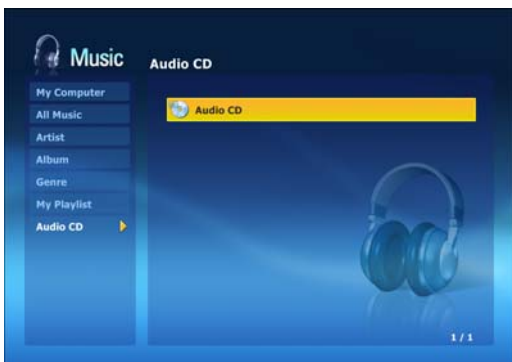 Music
Audio CD
My Computer
All Music
Artist
Album
Genre
My Playlist
Audio CD
Audio CD
1 / 1